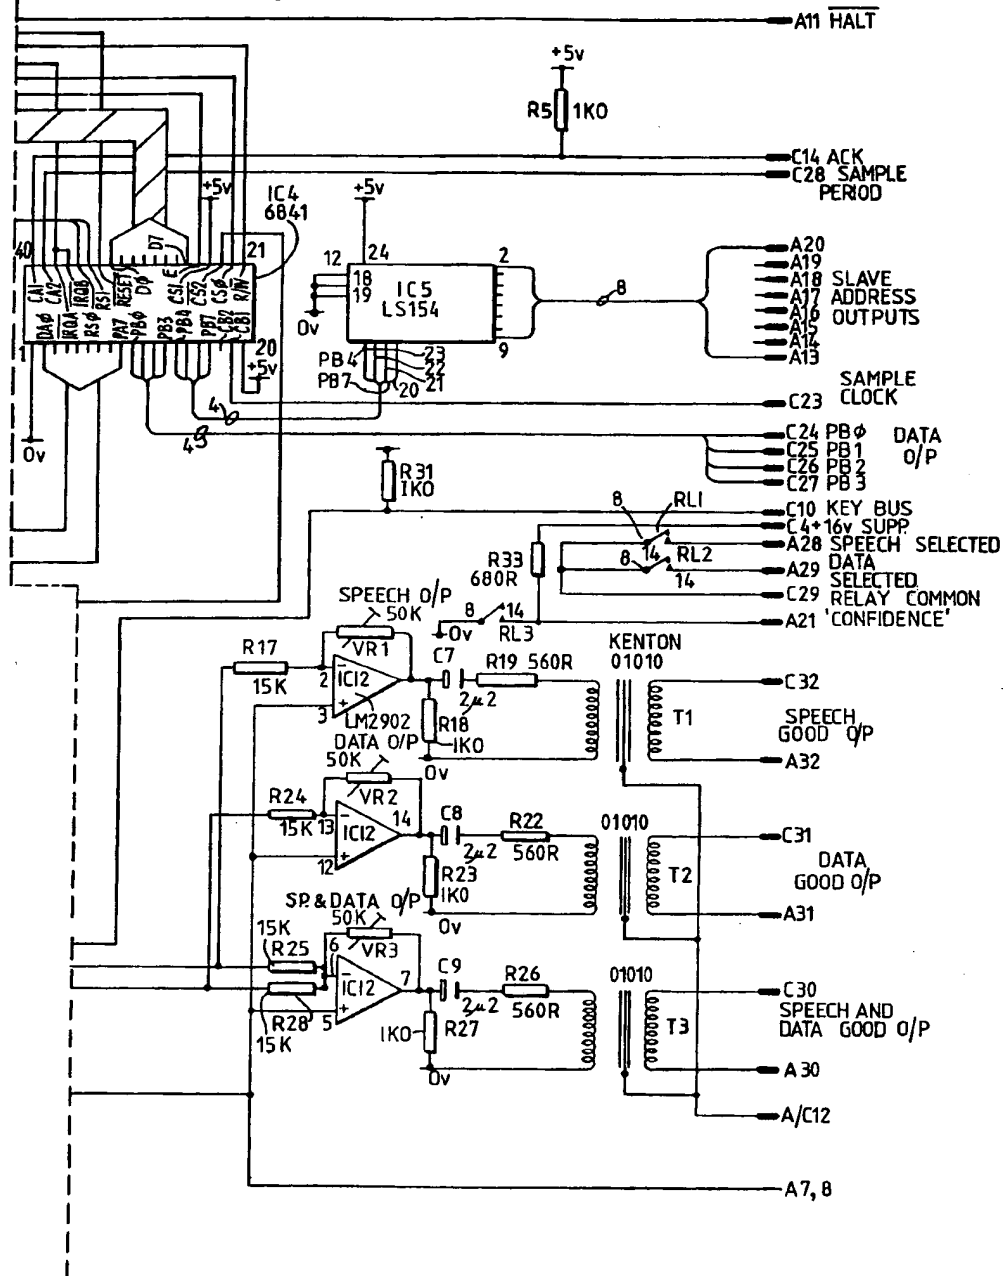 A11 HALT
+5v
R5 1K0
C14 ACK
C28 SAMPLE PERIOD
+5v
IC4
6841
+5v
40
D7
21
CA1
CA2
IRQB
RS1
RESET
D0
E
CS1
CS2
CS0
R/W
DA0
IRQA
RS0
PA7
PB0
PB3
PB4
PB7
CB2
CB1
1
20
+5v
0v
12
24
2
18
19
IC5
LS154
0v
9
PB4
PB7
23
22
21
20
8
A20
A19
A18 SLAVE
A17 ADDRESS
A16 OUTPUTS
A15
A14
A13
SAMPLE
C23 CLOCK
4
4
C24 PBØ DATA
C25 PB1 O/P
C26 PB2
C27 PB3
R31
1K0
C10 KEY BUS
C4+16v SUPP.
8 RL1
14
A28 SPEECH SELECTED
8 RL2
14
A29 DATA SELECTED
C29 RELAY COMMON
R33
680R
8 14
0v RL3
A21 'CONFIDENCE'
SPEECH O/P
50K
VR1
R17
15K
2
3
IC12
LM2902
C7
2µ2
R19 560R
R18
1K0
0v
KENTON
01010
T1
C32
SPEECH
GOOD O/P
A32
DATA O/P
50K
VR2
R24
15K
13
12
14
IC12
C8
2µ2
R22
560R
R23
1K0
0v
01010
T2
C31
DATA
GOOD O/P
A31
SP. & DATA O/P
50K
VR3
15K
R25
R28
15K
6
5
7
IC12
C9
2µ2
R26
560R
1K0 R27
0v
01010
T3
C30
SPEECH AND
DATA GOOD O/P
A30
A/C12
A7, 8